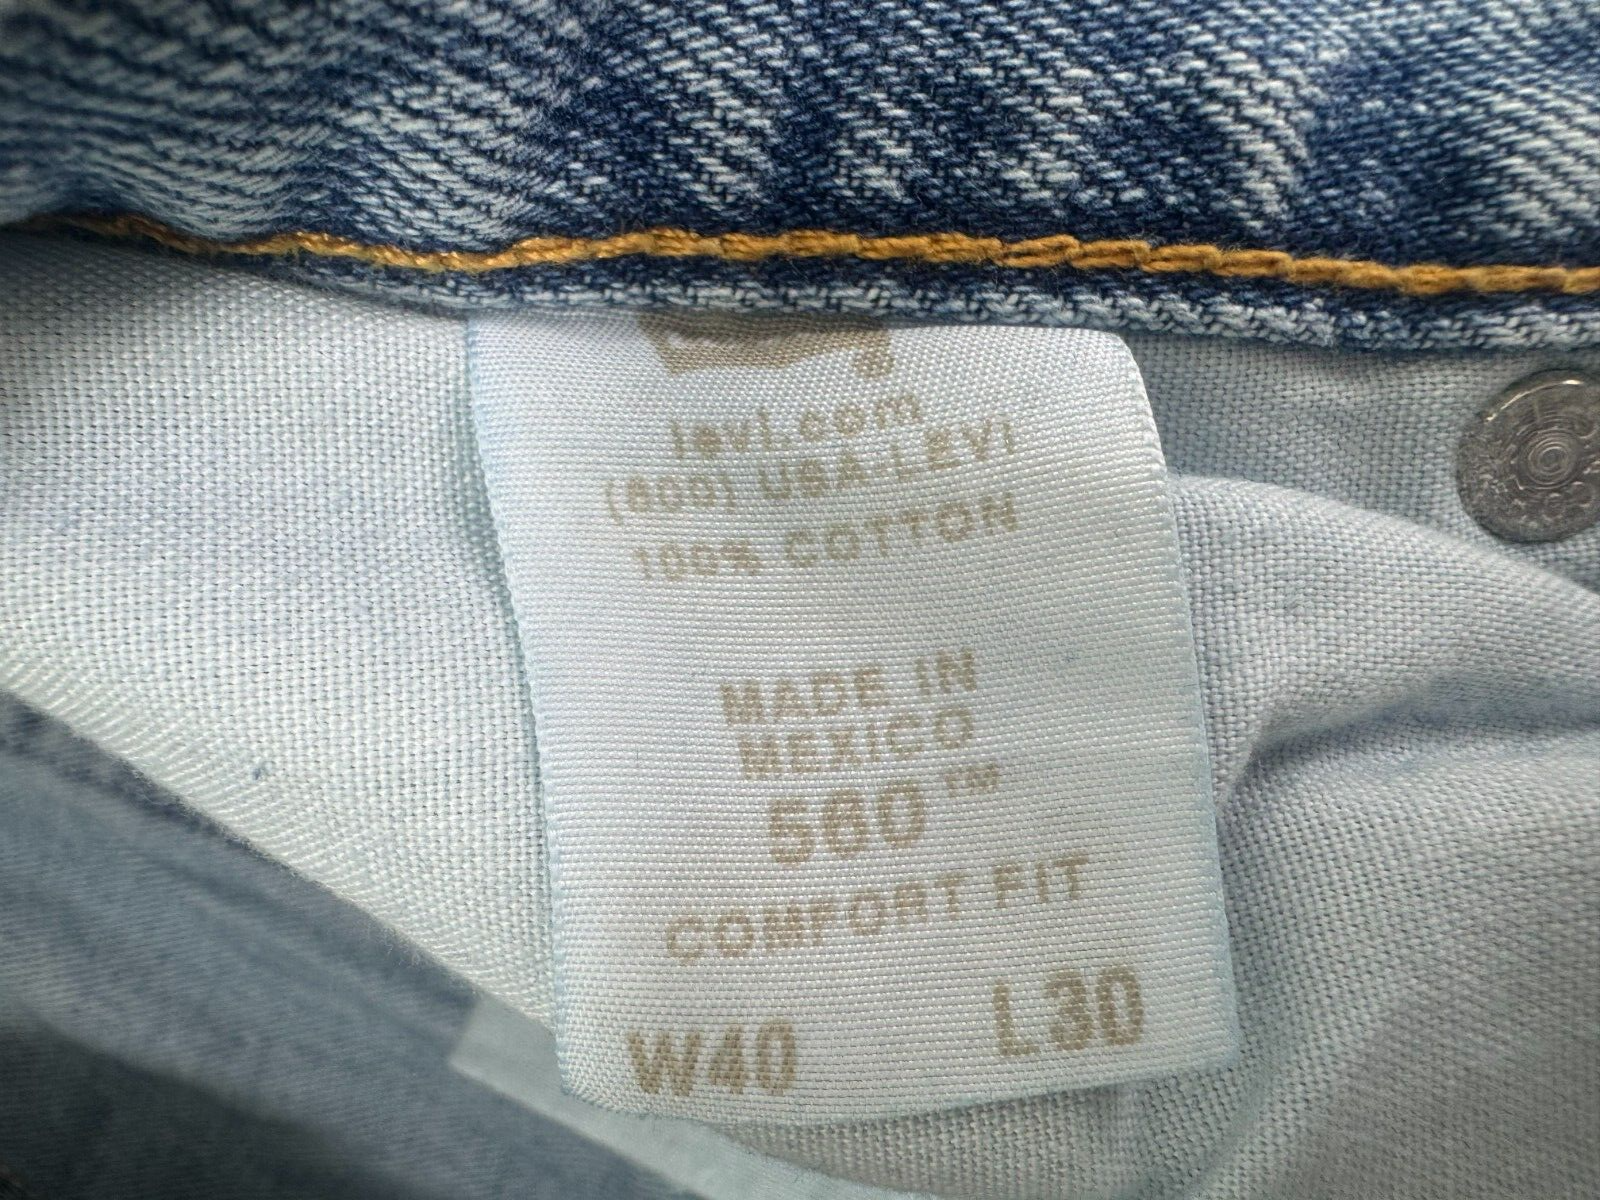 ®
levi.com
(800) USA-LEVI
100% COTTON
MADE IN
MEXICO
560™
COMFORT FIT
W40 L30